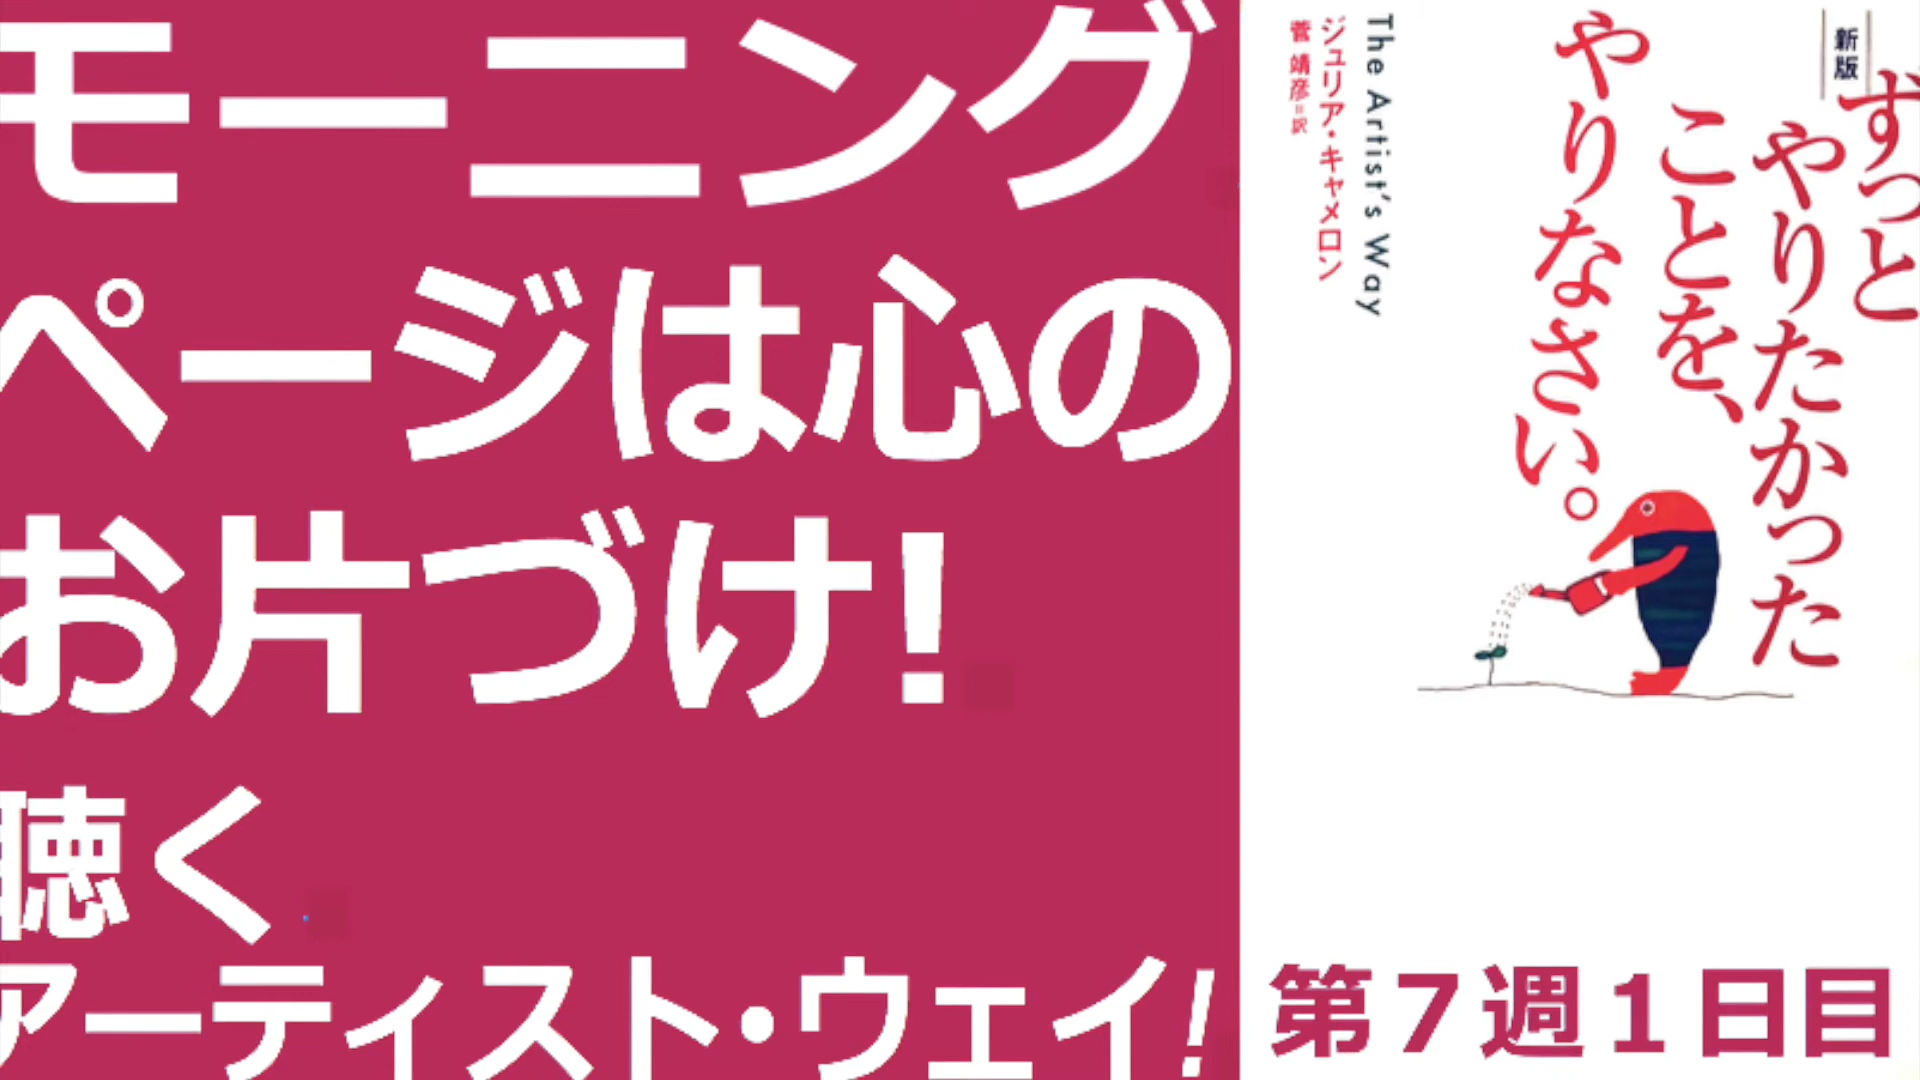 モーニング
ページは心の
お片づけ!
聴く
アーティスト・ウェイ!
新版
ずっと
やりたかった
ことを、
やりなさい。
The Artist's Way
ジュリア・キャメロン
菅 靖彦=訳
第7週1日目